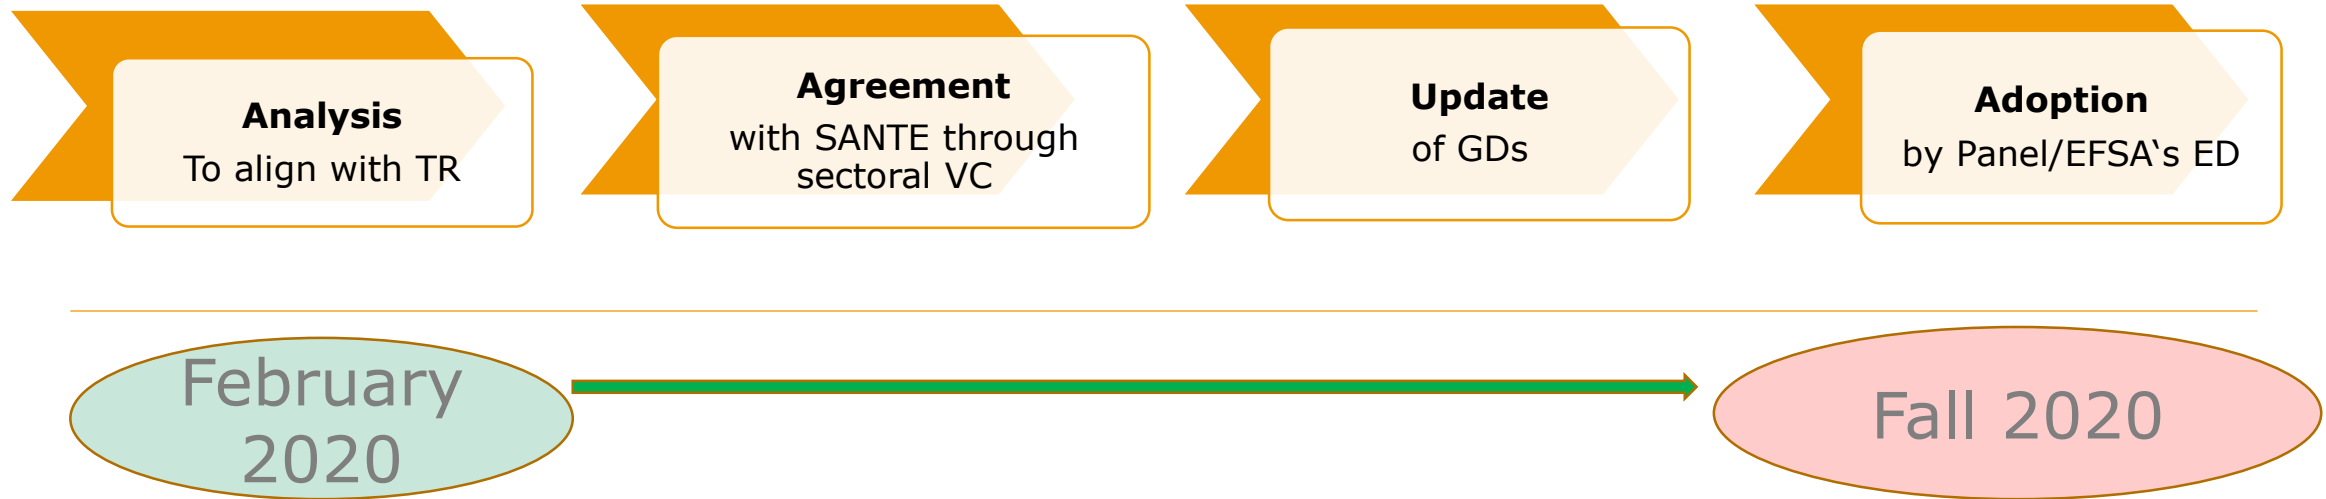 Analysis
To align with TR
Agreement
with SANTE through
sectoral VC
Update
of GDs
Adoption
by Panel/EFSA‘s ED
February
2020
Fall 2020